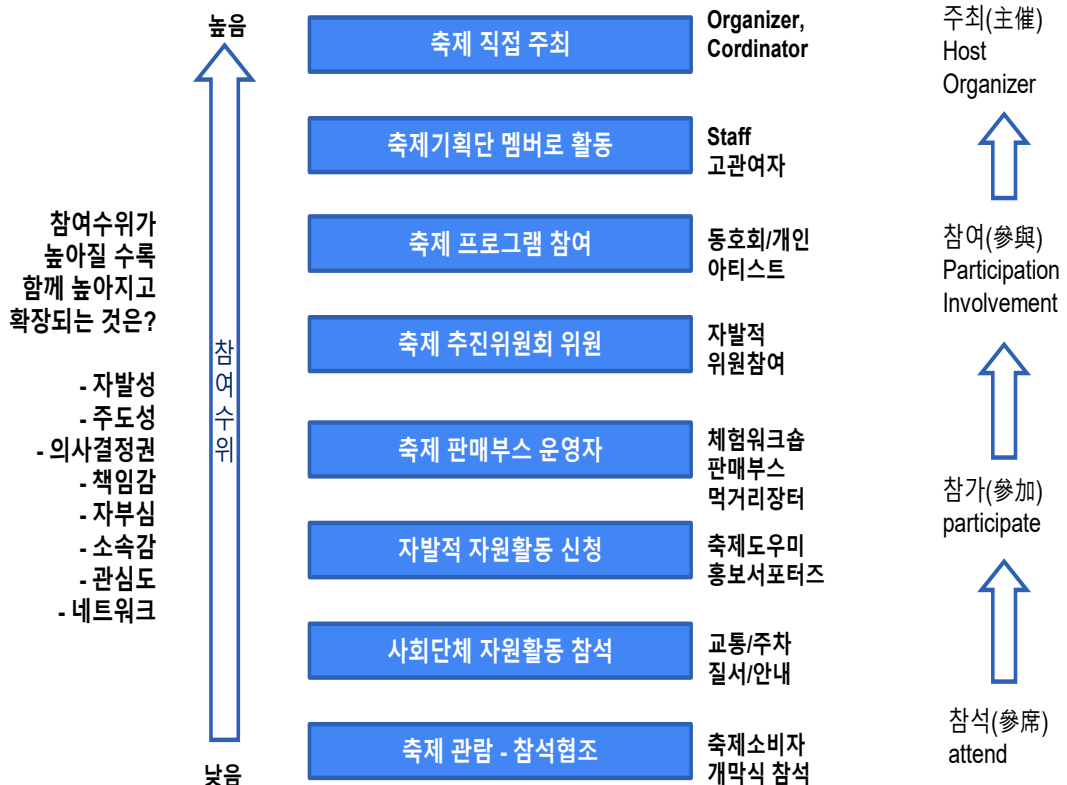 높음
참여수위가
높아질 수록
함께 높아지고
확장되는 것은?
- 자발성
- 주도성
- 의사결정권
- 책임감
- 자부심
- 소속감
- 관심도
- 네트워크
참
여
수
위
낮음
축제 직접 주최
Organizer,
Cordinator
축제기획단 멤버로 활동
Staff
고관여자
축제 프로그램 참여
동호회/개인
아티스트
축제 추진위원회 위원
자발적
위원참여
축제 판매부스 운영자
체험워크숍
판매부스
먹거리장터
자발적 자원활동 신청
축제도우미
홍보서포터즈
사회단체 자원활동 참석
교통/주차
질서/안내
축제 관람 - 참석협조
축제소비자
개막식 참석
주최(主催)
Host
Organizer
참여(參與)
Participation
Involvement
참가(參加)
participate
참석(參席)
attend